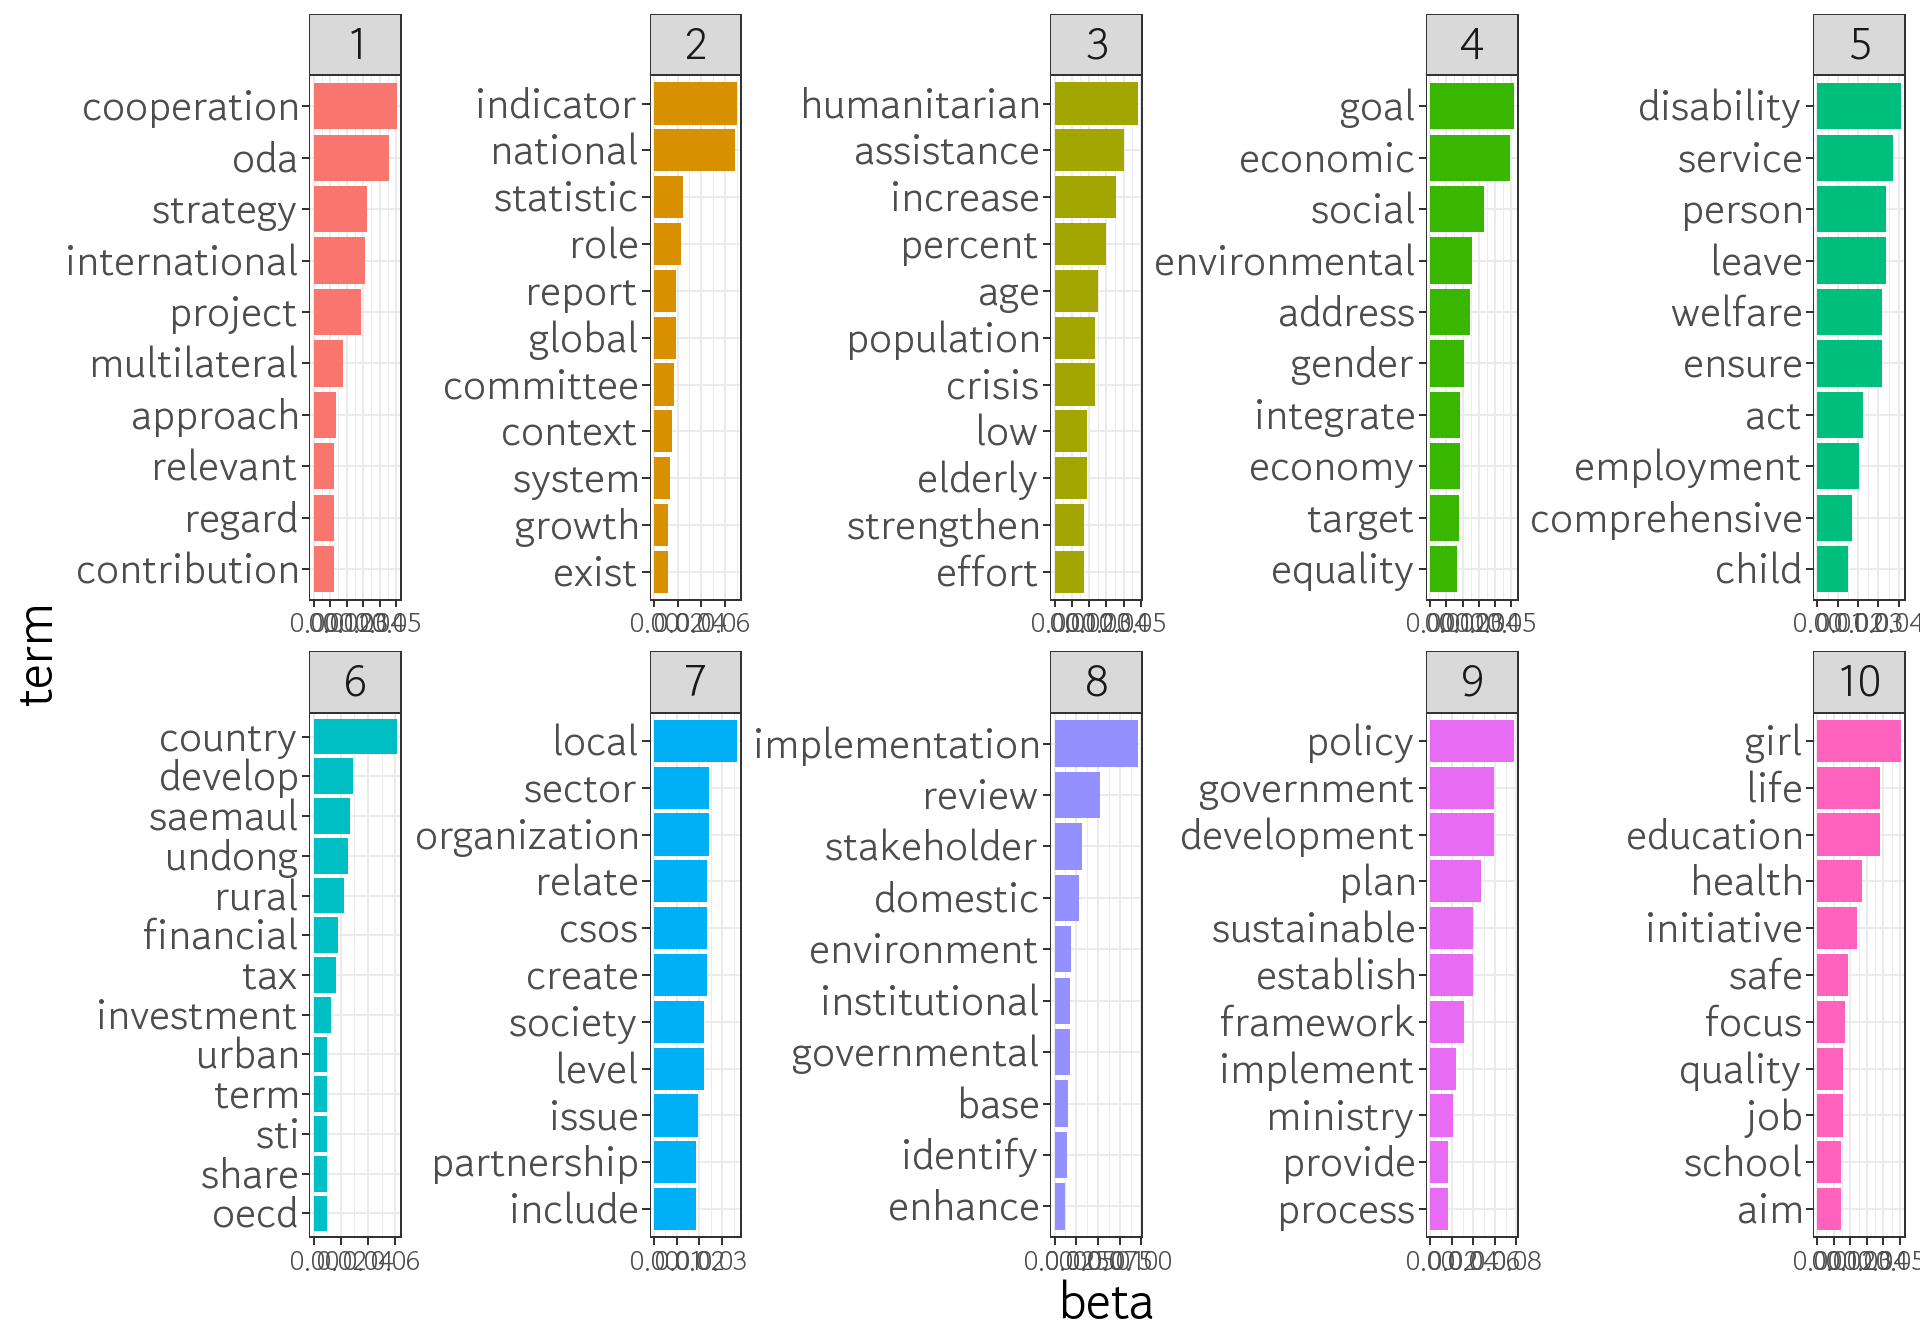 1
cooperation
oda
strategy
international
project
multilateral
approach
relevant
regard
contribution
2
indicator
national
statistic
role
report
global
committee
context
system
growth
exist
3
humanitarian
assistance
increase
percent
age
population
crisis
low
elderly
strengthen
effort
4
goal
economic
social
environmental
address
gender
integrate
economy
target
equality
5
disability
service
person
leave
welfare
ensure
act
employment
comprehensive
child
term
6
country
develop
saemaul
undong
rural
financial
tax
investment
urban
term
sti
share
oecd
7
local
sector
organization
relate
csos
create
society
level
issue
partnership
include
8
implementation
review
stakeholder
domestic
environment
institutional
governmental
base
identify
enhance
9
policy
government
development
plan
sustainable
establish
framework
implement
ministry
provide
process
10
girl
life
education
health
initiative
safe
focus
quality
job
school
aim
beta